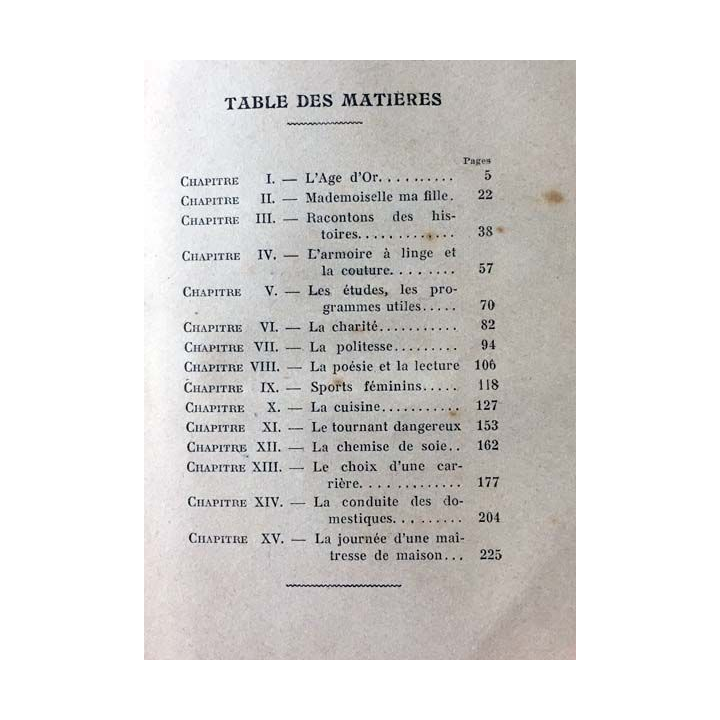 TABLE DES MATIÈRES
Pages
CHAPITRE I. — L'Age d'Or.......... 5
CHAPITRE II. — Mademoiselle ma fille. 22
CHAPITRE III. — Racontons des his-
toires............. 38
CHAPITRE IV. — L'armoire à linge et
la couture........ 57
CHAPITRE V. — Les études, les pro-
grammes utiles..... 70
CHAPITRE VI. — La charité........... 82
CHAPITRE VII. — La politesse......... 94
CHAPITRE VIII. — La poésie et la lecture 106
CHAPITRE IX. — Sports féminins..... 118
CHAPITRE X. — La cuisine........... 127
CHAPITRE XI. — Le tournant dangereux 153
CHAPITRE XII. — La chemise de soie.. 162
CHAPITRE XIII. — Le choix d'une car-
rière............. 177
CHAPITRE XIV. — La conduite des do-
mestiques......... 204
CHAPITRE XV. — La journée d'une maî-
tresse de maison... 225